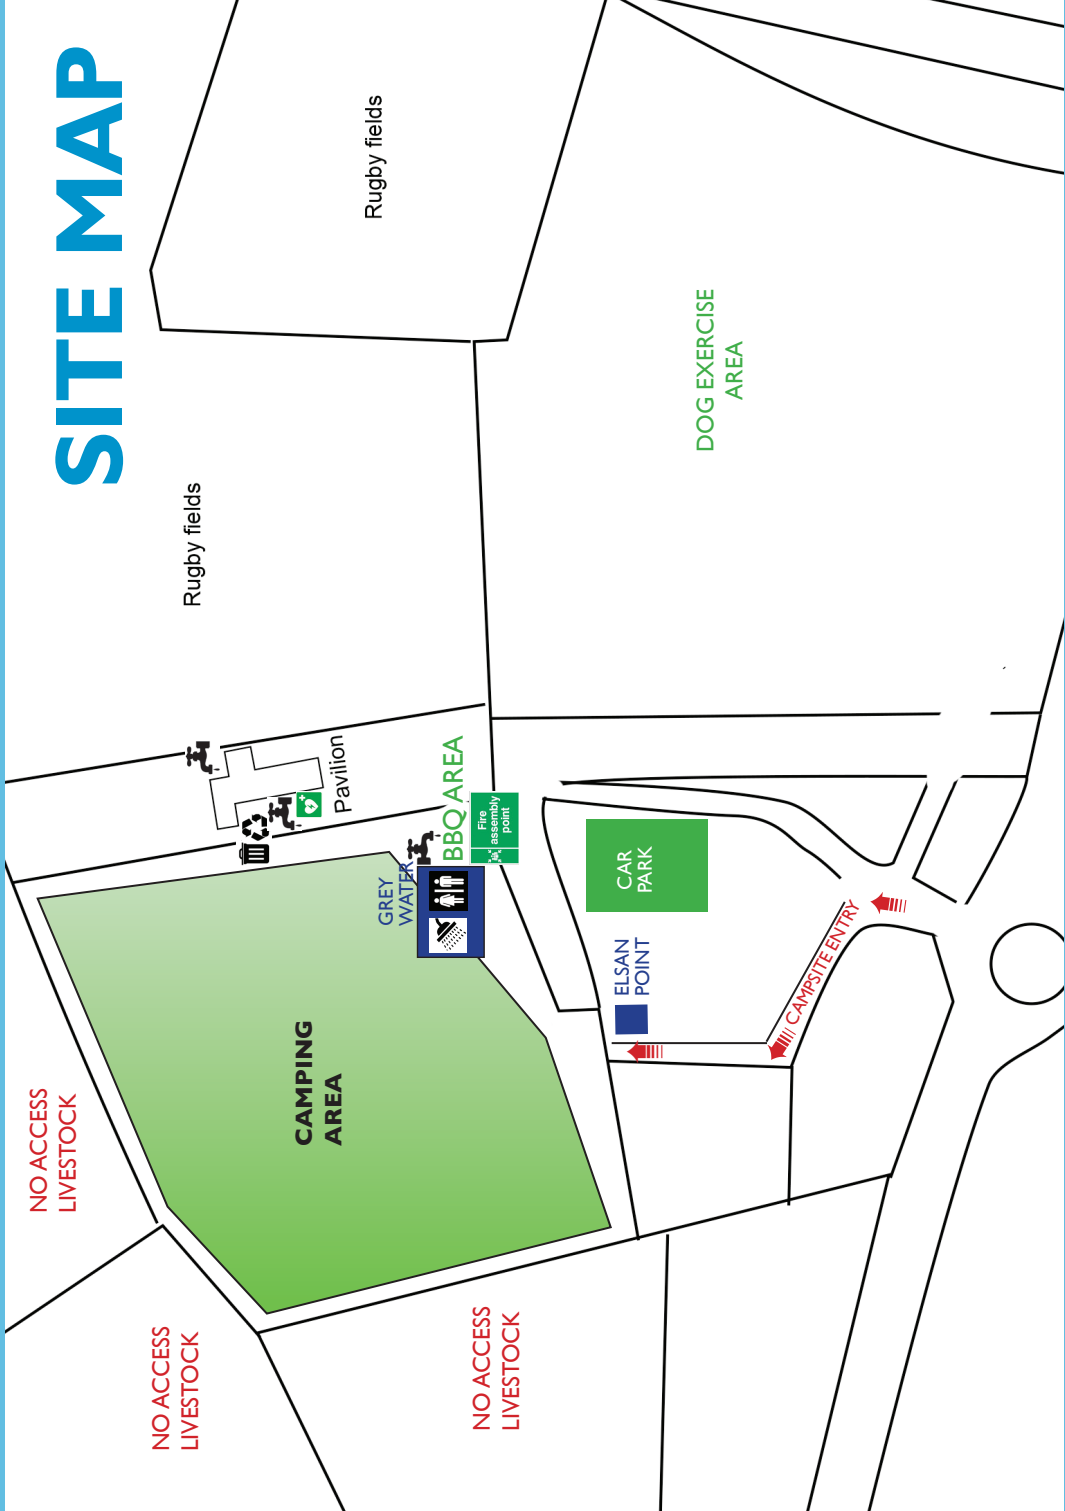 SITE MAP
Rugby fields
Rugby fields
DOG EXERCISE
AREA
Pavilion
BBQ AREA
Fire
assembly
point
GREY
WATER
CAR
PARK
ELSAN
POINT
CAMPSITE ENTRY
CAMPING
AREA
NO ACCESS
LIVESTOCK
NO ACCESS
LIVESTOCK
NO ACCESS
LIVESTOCK